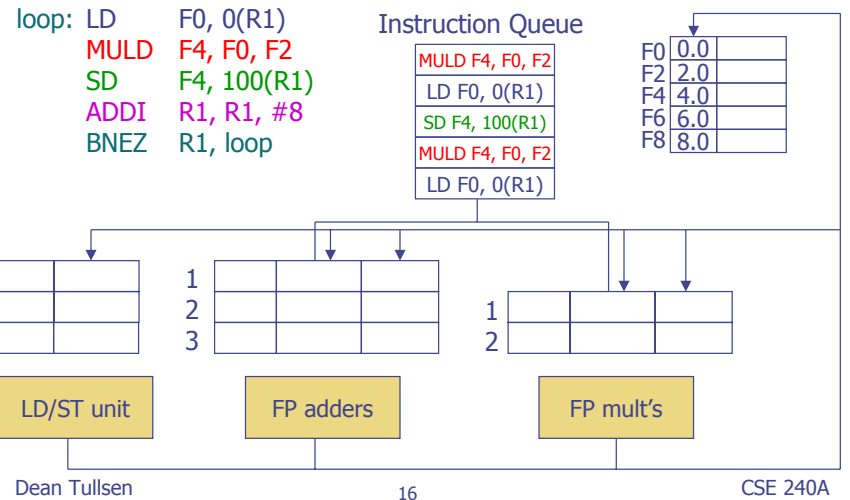 loop: LD F0, 0(R1)
MULD F4, F0, F2
SD F4, 100(R1)
ADDI R1, R1, #8
BNEZ R1, loop
Instruction Queue
MULD F4, F0, F2
LD F0, 0(R1)
SD F4, 100(R1)
MULD F4, F0, F2
LD F0, 0(R1)
F0 0.0
F2 2.0
F4 4.0
F6 6.0
F8 8.0
1
2
3
1
2
LD/ST unit
FP adders
FP mult's
Dean Tullsen
16
CSE 240A